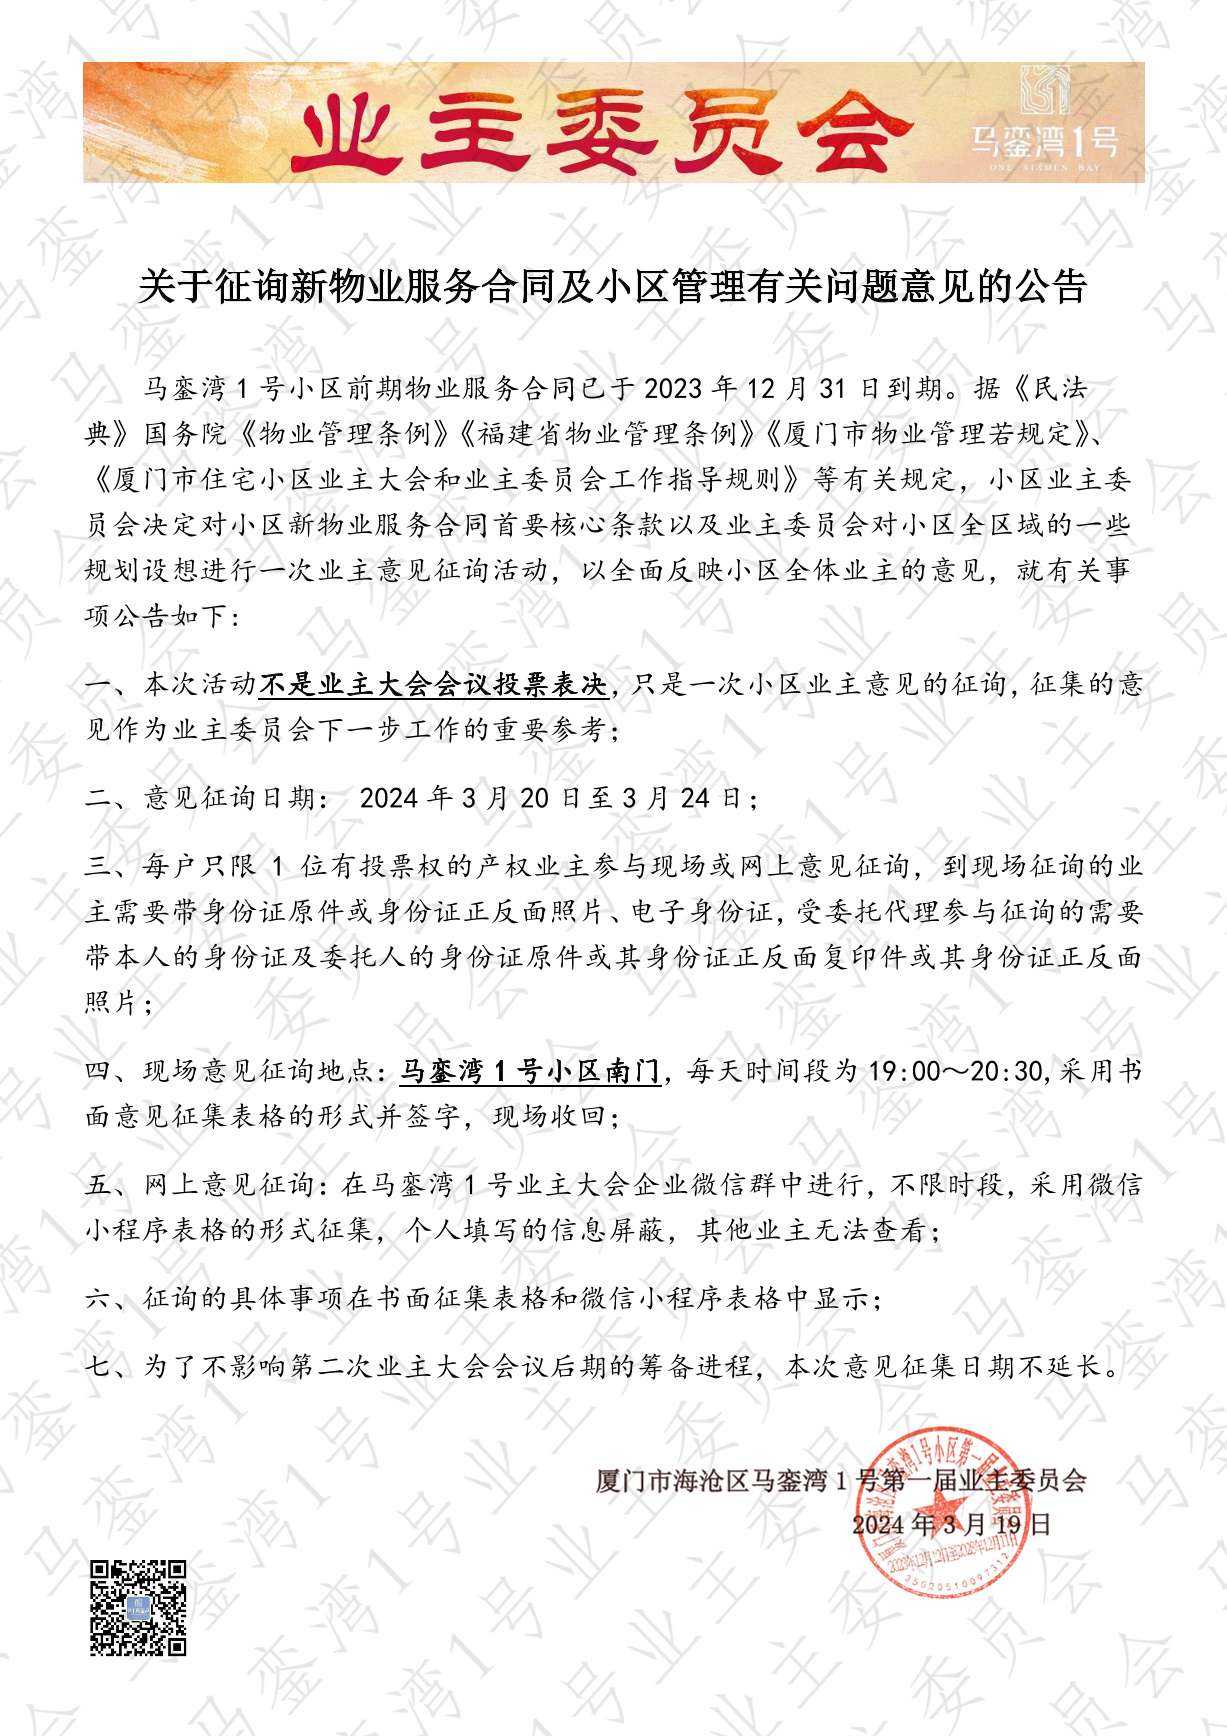 业主委员会
马銮湾1号
ONE XIAMEN BAY
关于征询新物业服务合同及小区管理有关问题意见的公告
马銮湾1号小区前期物业服务合同已于2023年12月31日到期。据《民法
典》国务院《物业管理条例》《福建省物业管理条例》《厦门市物业管理若规定》、
《厦门市住宅小区业主大会和业主委员会工作指导规则》等有关规定，小区业主委
员会决定对小区新物业服务合同首要核心条款以及业主委员会对小区全区域的一些
规划设想进行一次业主意见征询活动，以全面反映小区全体业主的意见，就有关事
项公告如下：
一、本次活动不是业主大会会议投票表决，只是一次小区业主意见的征询，征集的意
见作为业主委员会下一步工作的重要参考；
二、意见征询日期： 2024年3月20日至3月24日；
三、每户只限 1 位有投票权的产权业主参与现场或网上意见征询，到现场征询的业
主需要带身份证原件或身份证正反面照片、电子身份证，受委托代理参与征询的需要
带本人的身份证及委托人的身份证原件或其身份证正反面复印件或其身份证正反面
照片；
四、现场意见征询地点：马銮湾1号小区南门，每天时间段为19:00～20:30,采用书
面意见征集表格的形式并签字，现场收回；
五、网上意见征询：在马銮湾1号业主大会企业微信群中进行，不限时段，采用微信
小程序表格的形式征集，个人填写的信息屏蔽，其他业主无法查看；
六、征询的具体事项在书面征集表格和微信小程序表格中显示；
七、为了不影响第二次业主大会会议后期的筹备进程，本次意见征集日期不延长。
厦门市海沧区马銮湾1号第一届业主委员会
2024年3月19日
35020510097312